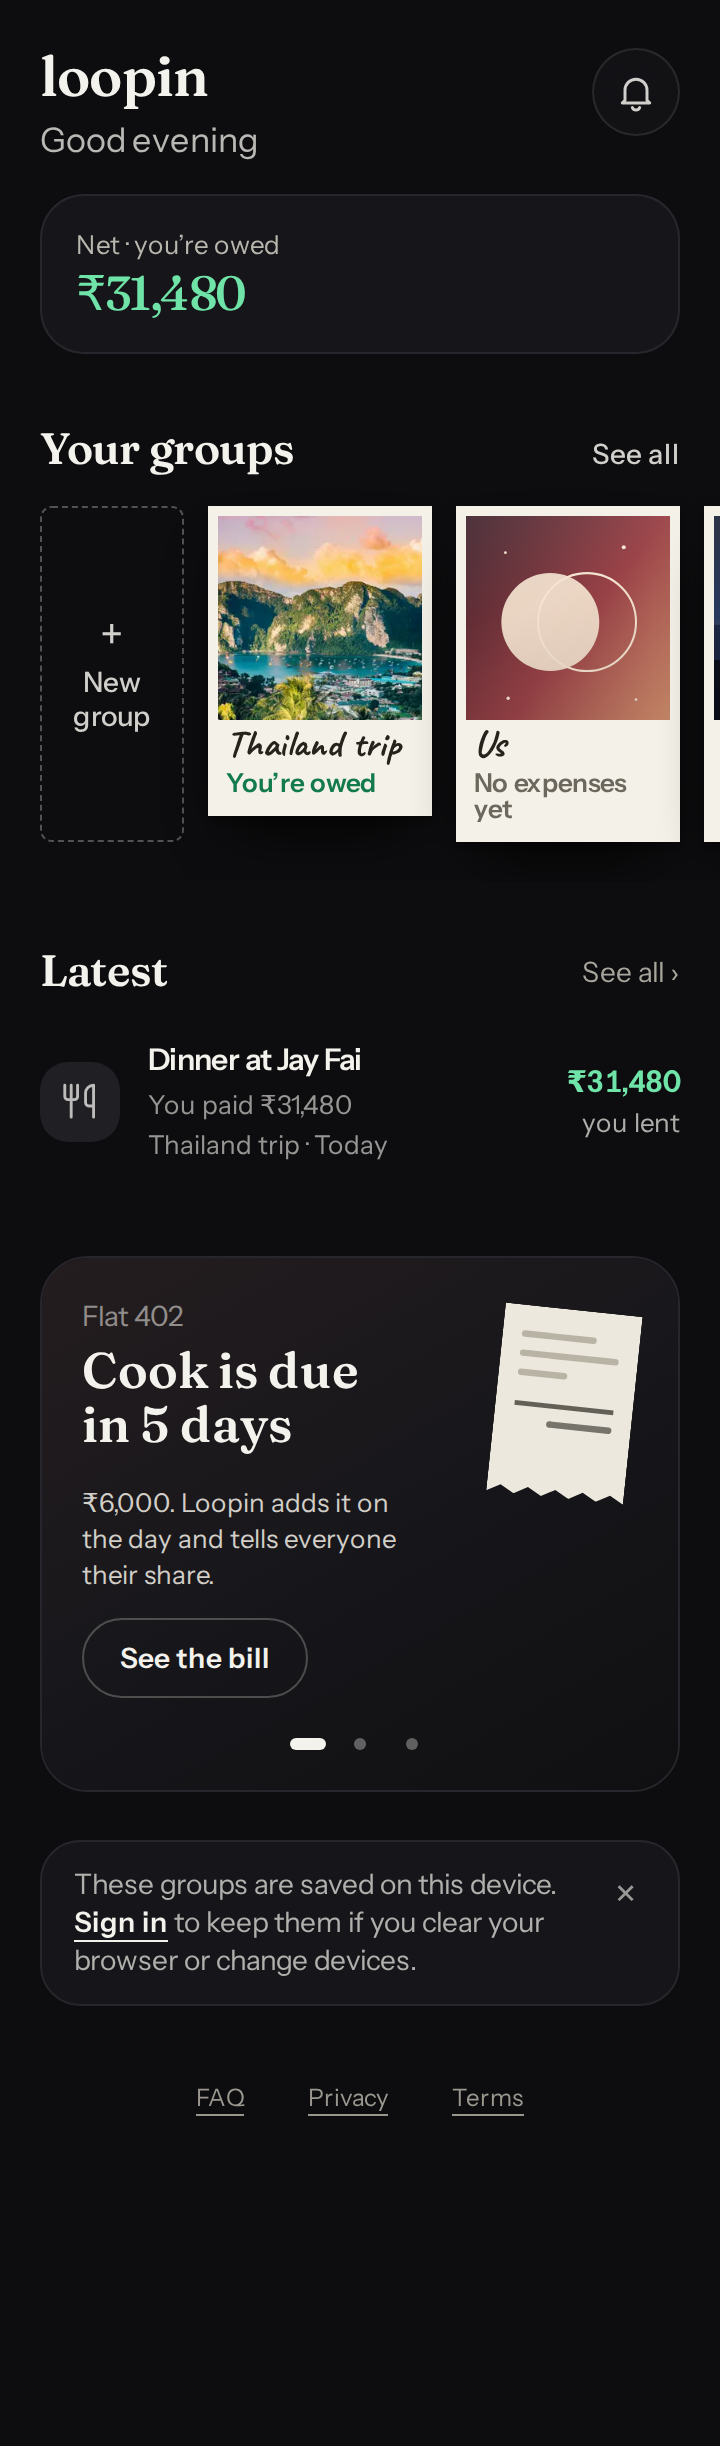 loopin
Good evening
Net · you’re owed
₹31,480
Your groups
See all
+
New
group
Thailand trip
You’re owed
Us
No expenses
yet
Latest
See all ›
Dinner at Jay Fai
You paid ₹31,480
Thailand trip · Today
₹31,480
you lent
Flat 402
Cook is due
in 5 days
₹6,000. Loopin adds it on
the day and tells everyone
their share.
See the bill
These groups are saved on this device.
Sign in to keep them if you clear your
browser or change devices.
FAQ
Privacy
Terms